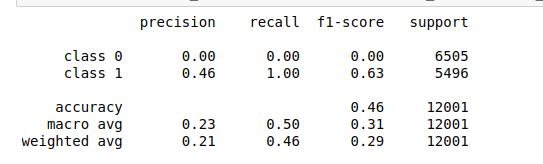 precision recall f1-score support
class 0 0.00 0.00 0.00 6505
class 1 0.46 1.00 0.63 5496
accuracy 0.46 12001
macro avg 0.23 0.50 0.31 12001
weighted avg 0.21 0.46 0.29 12001